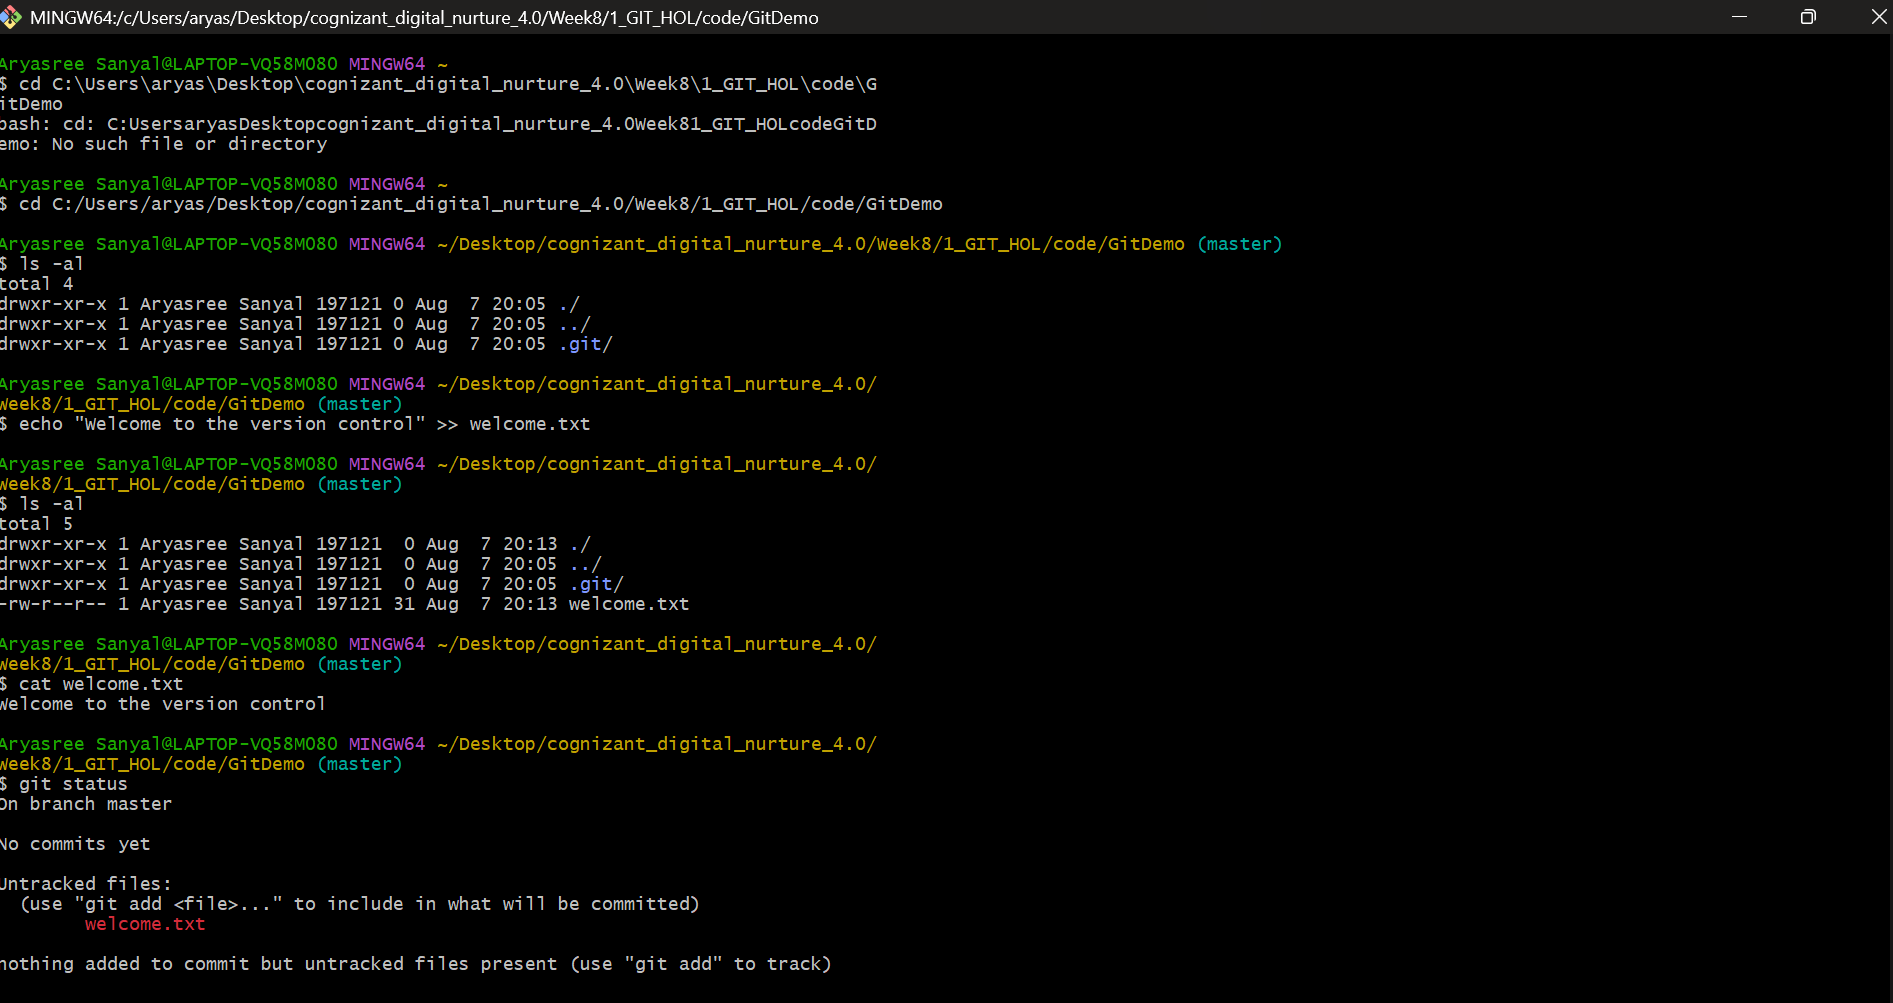 MINGW64:/c/Users/aryas/Desktop/cognizant_digital_nurture_4.0/Week8/1_GIT_HOL/code/GitDemo
Aryasree Sanyal@LAPTOP-VQ58M080 MINGW64 ~
$ cd C:\Users\aryas\Desktop\cognizant_digital_nurture_4.0\Week8\1_GIT_HOL\code\G
itDemo
bash: cd: C:UsersaryasDesktopcognizant_digital_nurture_4.0Week81_GIT_HOLcodeGitD
emo: No such file or directory
Aryasree Sanyal@LAPTOP-VQ58M080 MINGW64 ~
$ cd C:/Users/aryas/Desktop/cognizant_digital_nurture_4.0/Week8/1_GIT_HOL/code/GitDemo
Aryasree Sanyal@LAPTOP-VQ58M080 MINGW64 ~/Desktop/cognizant_digital_nurture_4.0/Week8/1_GIT_HOL/code/GitDemo (master)
$ ls -al
total 4
drwxr-xr-x 1 Aryasree Sanyal 197121 0 Aug  7 20:05 ./
drwxr-xr-x 1 Aryasree Sanyal 197121 0 Aug  7 20:05 ../
drwxr-xr-x 1 Aryasree Sanyal 197121 0 Aug  7 20:05 .git/
Aryasree Sanyal@LAPTOP-VQ58M080 MINGW64 ~/Desktop/cognizant_digital_nurture_4.0/
Week8/1_GIT_HOL/code/GitDemo (master)
$ echo "Welcome to the version control" >> welcome.txt
Aryasree Sanyal@LAPTOP-VQ58M080 MINGW64 ~/Desktop/cognizant_digital_nurture_4.0/
Week8/1_GIT_HOL/code/GitDemo (master)
$ ls -al
total 5
drwxr-xr-x 1 Aryasree Sanyal 197121  0 Aug  7 20:13 ./
drwxr-xr-x 1 Aryasree Sanyal 197121  0 Aug  7 20:05 ../
drwxr-xr-x 1 Aryasree Sanyal 197121  0 Aug  7 20:05 .git/
-rw-r--r-- 1 Aryasree Sanyal 197121 31 Aug  7 20:13 welcome.txt
Aryasree Sanyal@LAPTOP-VQ58M080 MINGW64 ~/Desktop/cognizant_digital_nurture_4.0/
Week8/1_GIT_HOL/code/GitDemo (master)
$ cat welcome.txt
Welcome to the version control
Aryasree Sanyal@LAPTOP-VQ58M080 MINGW64 ~/Desktop/cognizant_digital_nurture_4.0/
Week8/1_GIT_HOL/code/GitDemo (master)
$ git status
On branch master
No commits yet
Untracked files:
  (use "git add <file>..." to include in what will be committed)
        welcome.txt
nothing added to commit but untracked files present (use "git add" to track)